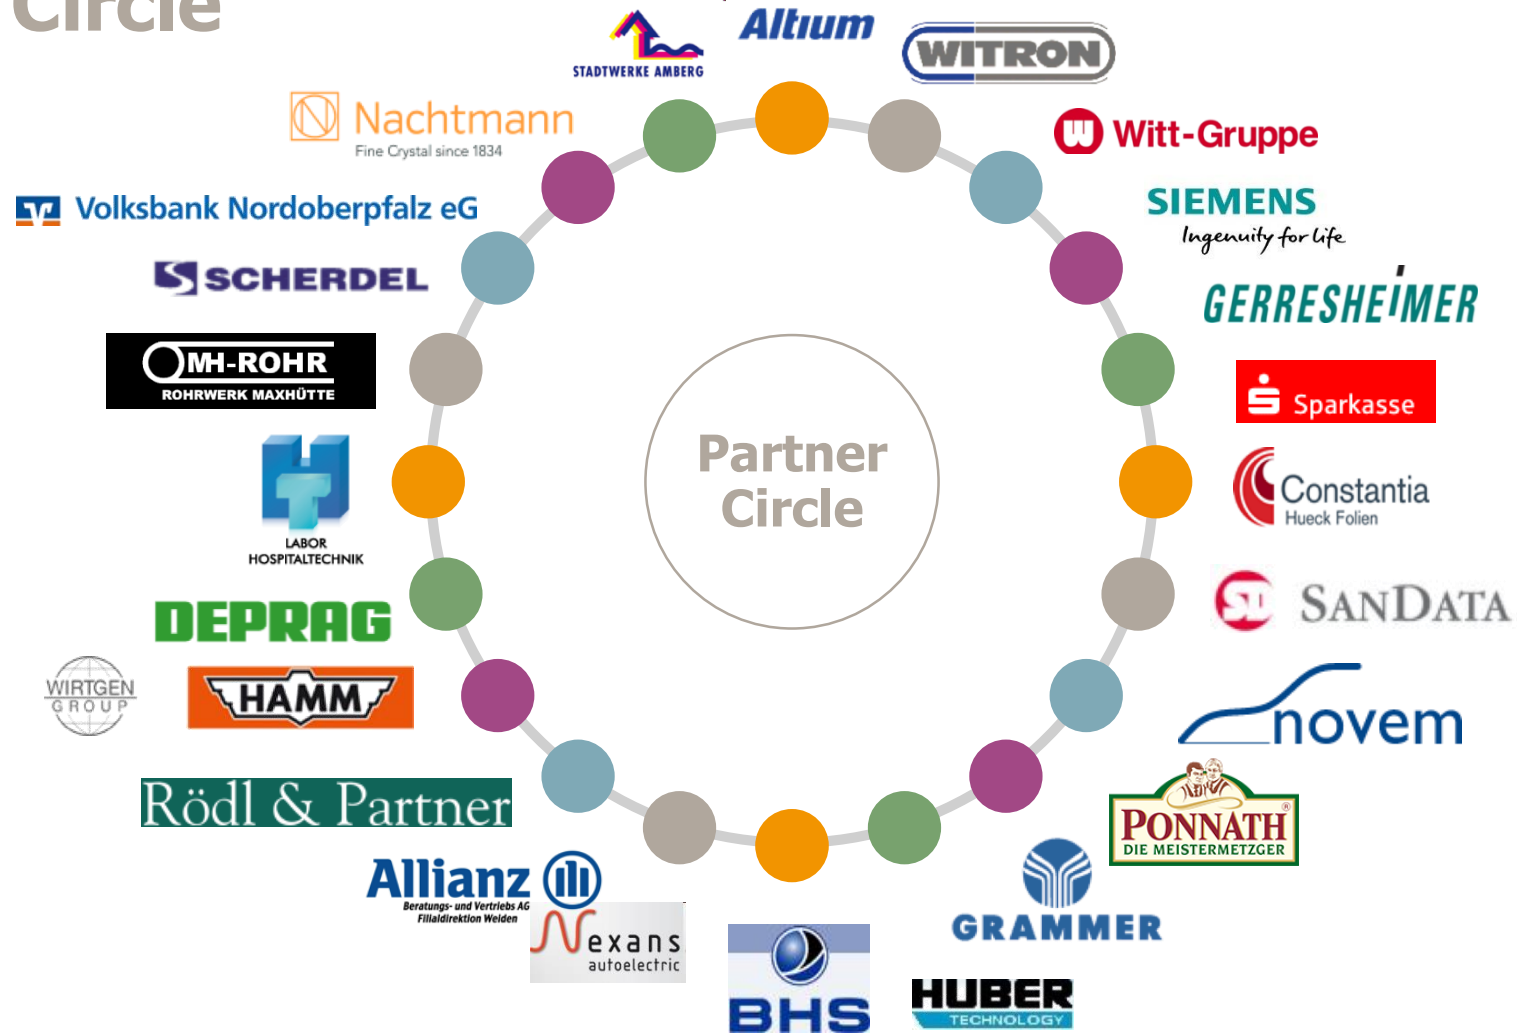 Circle
STADTWERKE AMBERG
Altium
WITRON
Nachtmann
Fine Crystal since 1834
Witt-Gruppe
Volksbank Nordoberpfalz eG
SIEMENS
Ingenuity for life
SCHERDEL
GERRESHEIMER
MH-ROHR
ROHRWERK MAXHÜTTE
Sparkasse
Partner
Circle
HT
LABOR
HOSPITALTECHNIK
Constantia
Hueck Folien
DEPRAG
SD SANDATA
WIRTGEN
GROUP
HAMM
novem
Rödl & Partner
PONNATH
DIE MEISTERMETZGER
Allianz
Beratungs- und Vertriebs AG
Filialdirektion Weiden
GRAMMER
Nexans
autoelectric
BHS
HUBER
TECHNOLOGY